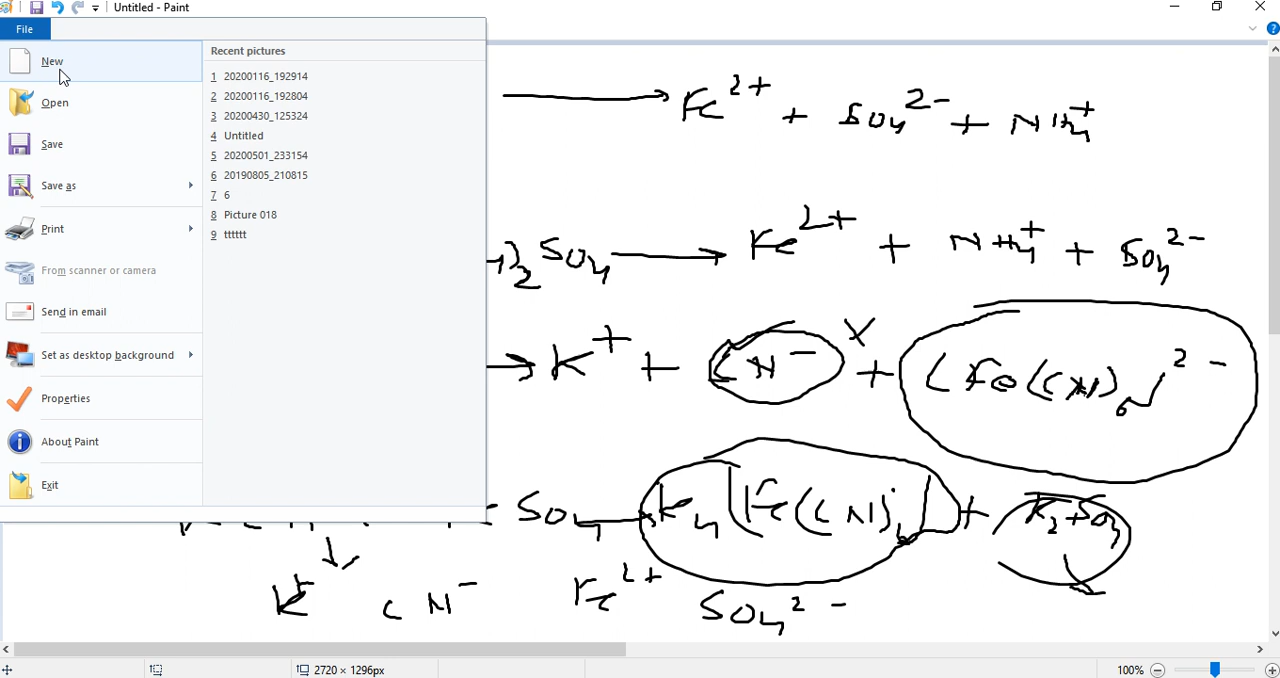 Untitled - Paint
File
New
Open
Save
Save as
Print
From scanner or camera
Send in email
Set as desktop background
Properties
About Paint
Exit
Recent pictures
1 20200116_192914
2 20200116_192804
3 20200430_125324
4 Untitled
5 20200501_233154
6 20190805_210815
7 6
8 Picture 018
9 tttttt
⟶ Fe²⁺ + SO₄²⁻ + NH₄⁺
)₂ SO₄ ⟶ Fe²⁺ + NH₄⁺ + SO₄²⁻
→ K⁺ + CN⁻ x + (Fe(CN)₆ ²⁻
SO₄ → K₄ [Fe(CN)₆] + K₂SO₄
K⁺ CN⁻ Fe²⁺ SO₄²⁻
2720 × 1296px
100%